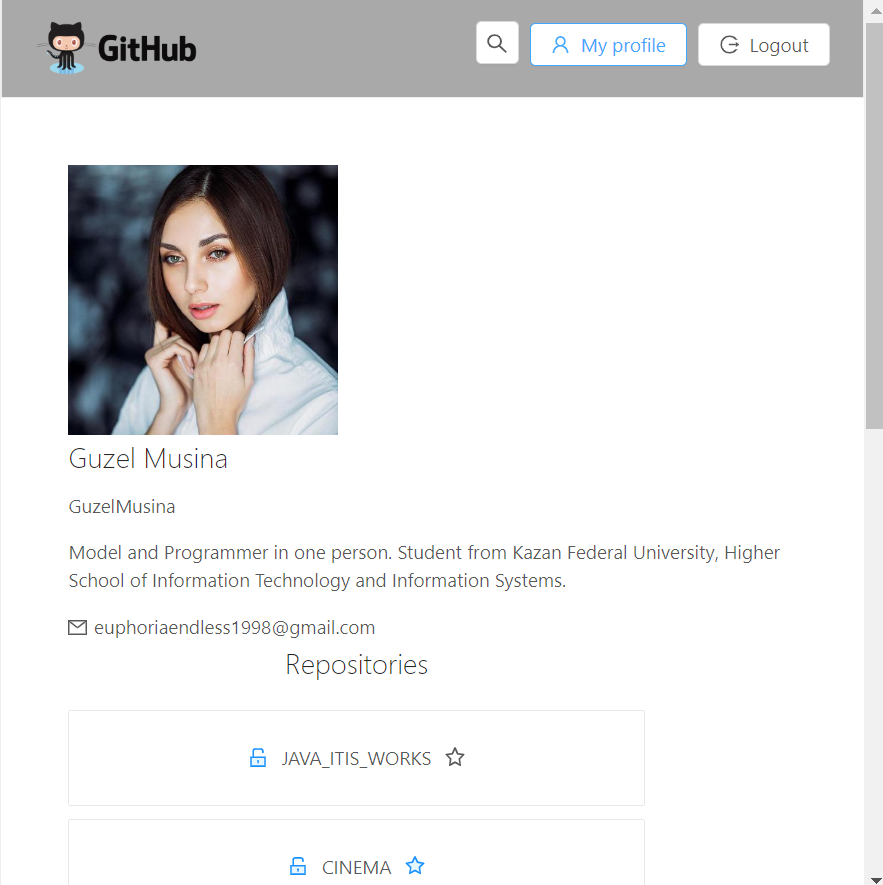 GitHub
My profile
Logout
Guzel Musina
GuzelMusina
Model and Programmer in one person. Student from Kazan Federal University, Higher
School of Information Technology and Information Systems.
euphoriaendless1998@gmail.com
Repositories
JAVA_ITIS_WORKS
CINEMA